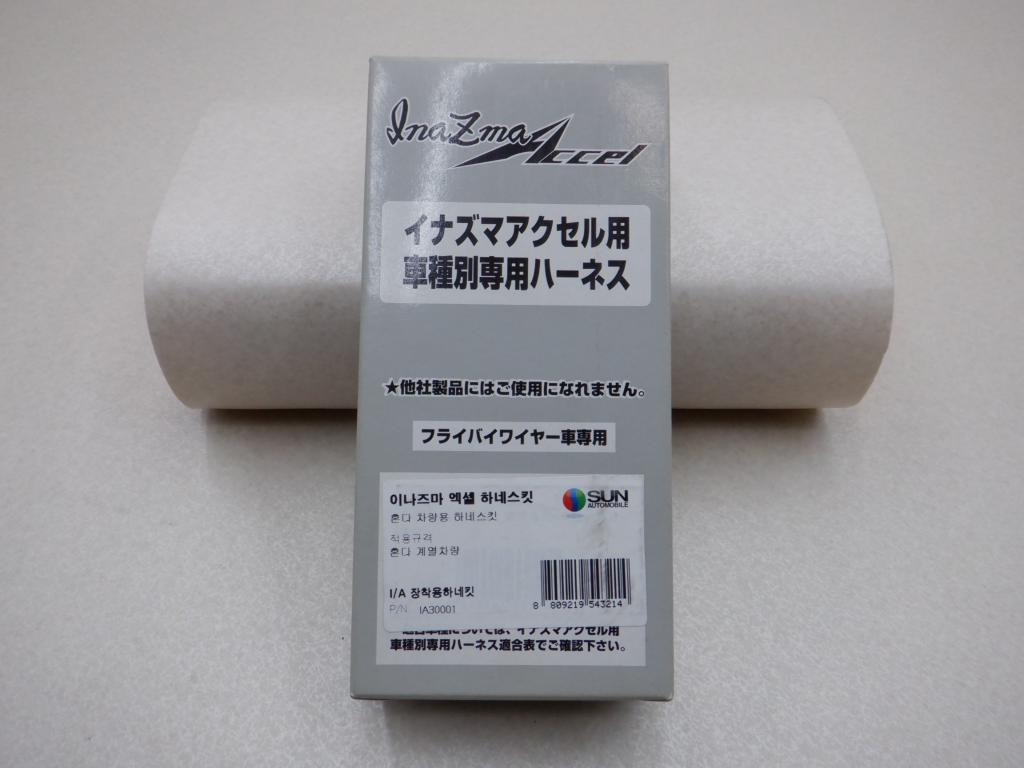 InaZma Accel
イナズマアクセル用
車種別専用ハーネス
★他社製品にはご使用になれません。
フライバイワイヤー車専用
이나즈마 엑셀 하네스킷
SUN
AUTOMOBILE
혼다 차량용 하네스킷
적용규격
혼다 계열차량
I/A 장착용하네킷
P/N. IA30001
8 809219 543214
については、イナズマアクセル用
車種別専用ハーネス適合表でご確認下さい。